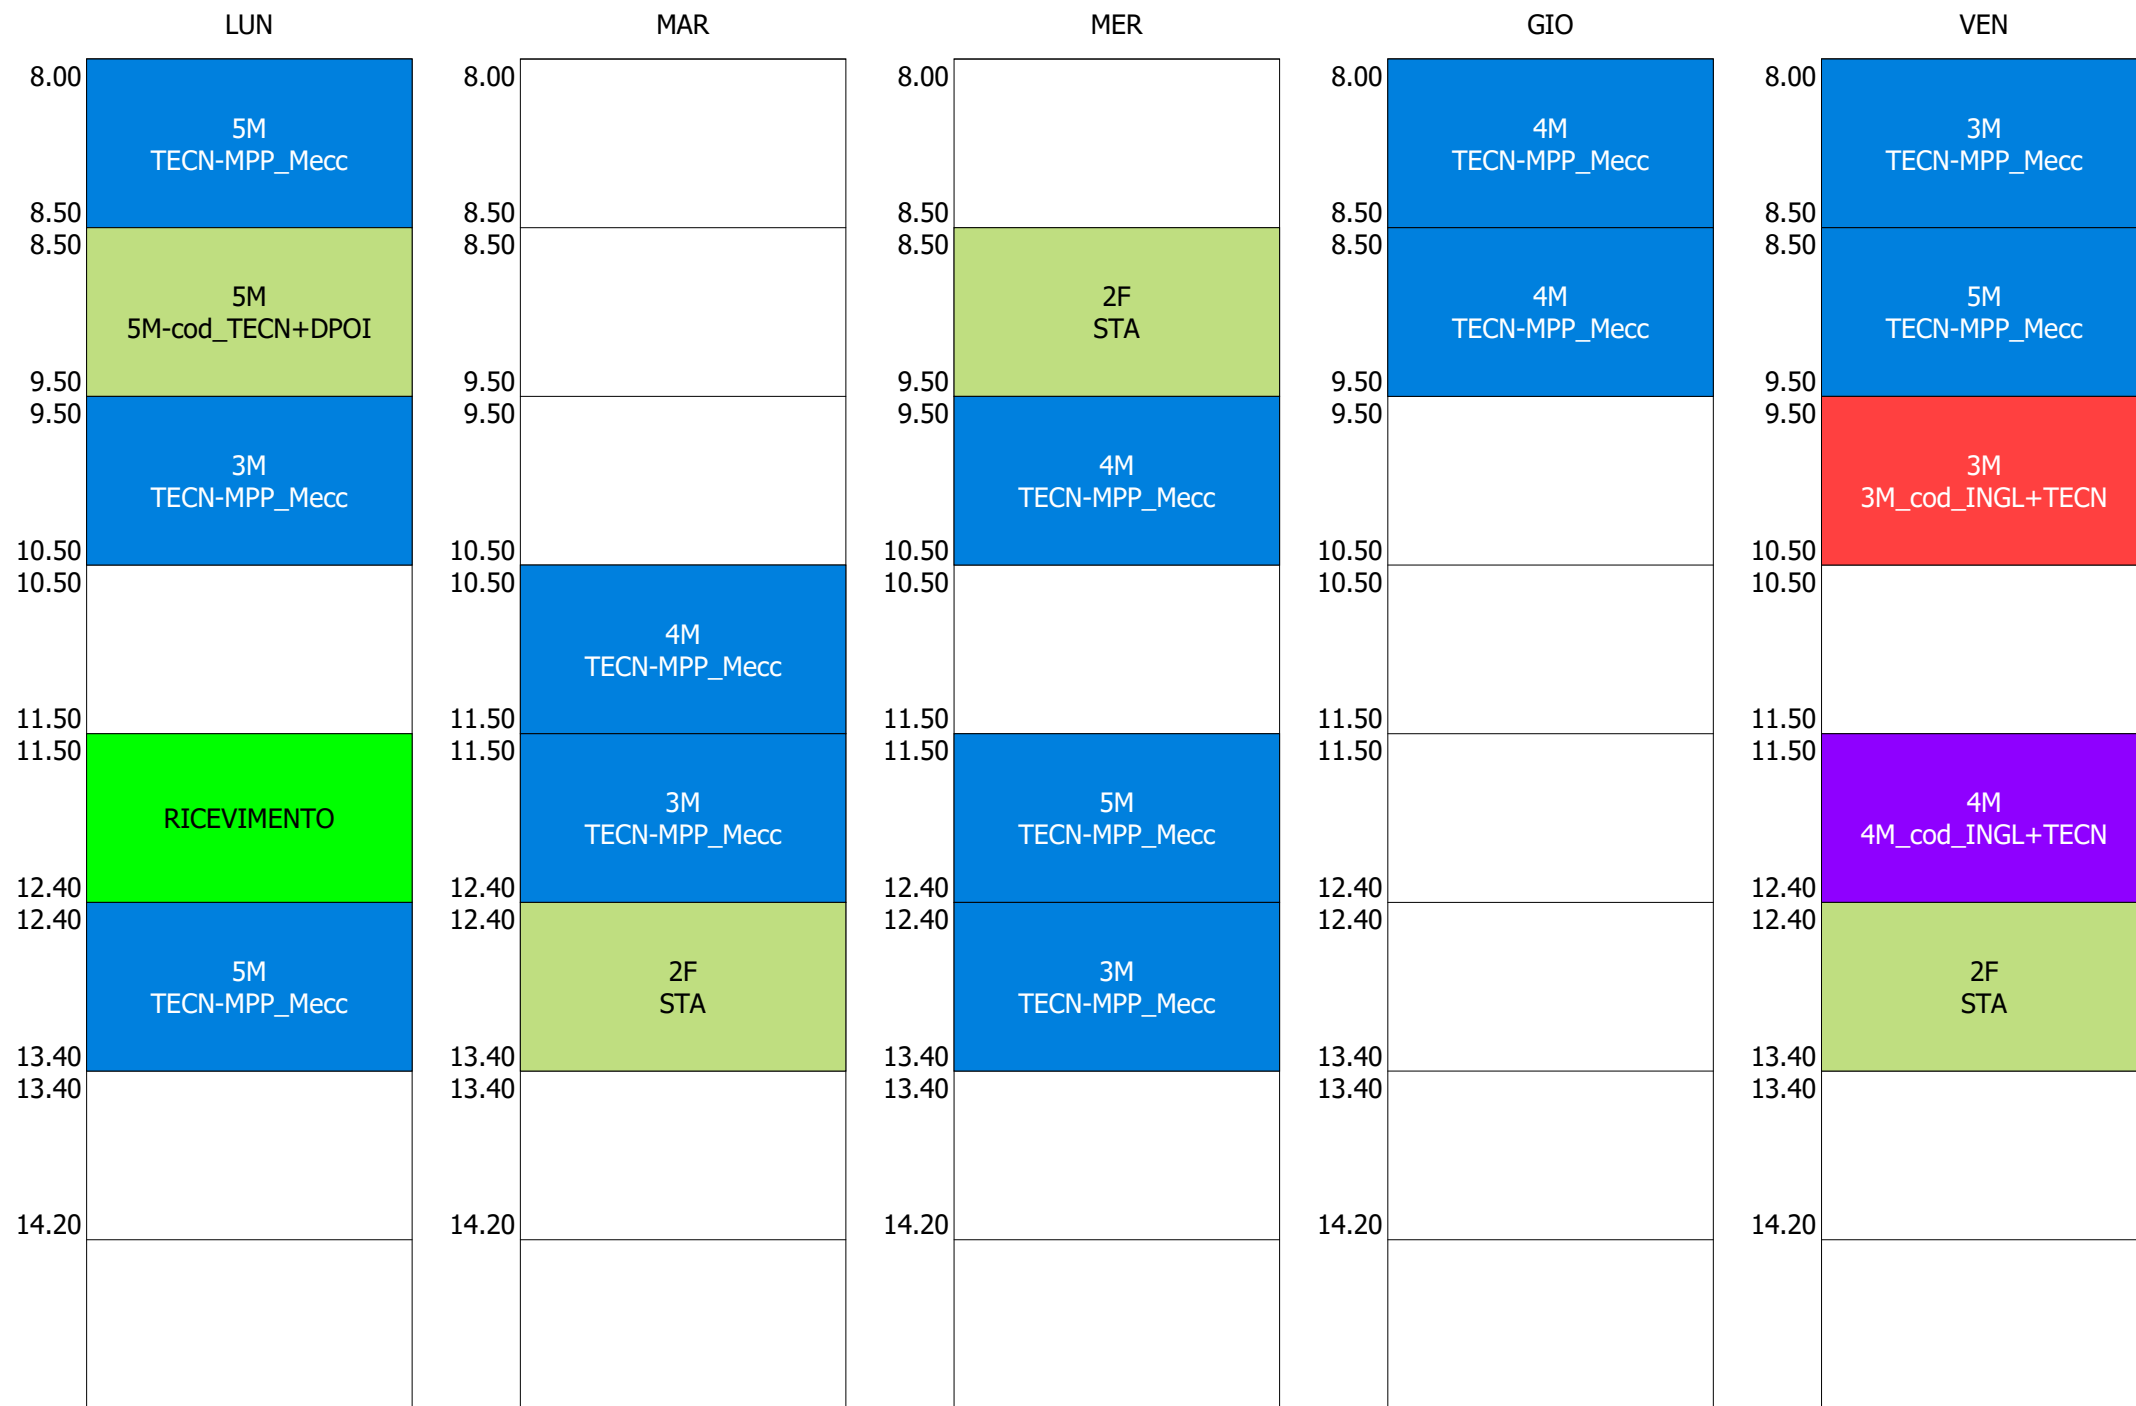 LUN MAR MER GIO VEN
8.00 8.00 8.00 8.00 8.00
5M 4M 3M
TECN-MPP_Mecc TECN-MPP_Mecc TECN-MPP_Mecc
8.50 8.50 8.50 8.50 8.50
8.50 8.50 8.50 8.50 8.50
5M 2F 4M 5M
5M-cod_TECN+DPOI STA TECN-MPP_Mecc TECN-MPP_Mecc
9.50 9.50 9.50 9.50 9.50
9.50 9.50 9.50 9.50 9.50
3M 4M 3M
TECN-MPP_Mecc TECN-MPP_Mecc 3M_cod_INGL+TECN
10.50 10.50 10.50 10.50 10.50
10.50 10.50 10.50 10.50 10.50
4M
TECN-MPP_Mecc
11.50 11.50 11.50 11.50 11.50
11.50 11.50 11.50 11.50 11.50
RICEVIMENTO 3M 5M 4M
TECN-MPP_Mecc TECN-MPP_Mecc 4M_cod_INGL+TECN
12.40 12.40 12.40 12.40 12.40
12.40 12.40 12.40 12.40 12.40
5M 2F 3M 2F
TECN-MPP_Mecc STA TECN-MPP_Mecc STA
13.40 13.40 13.40 13.40 13.40
13.40 13.40 13.40 13.40 13.40
14.20 14.20 14.20 14.20 14.20